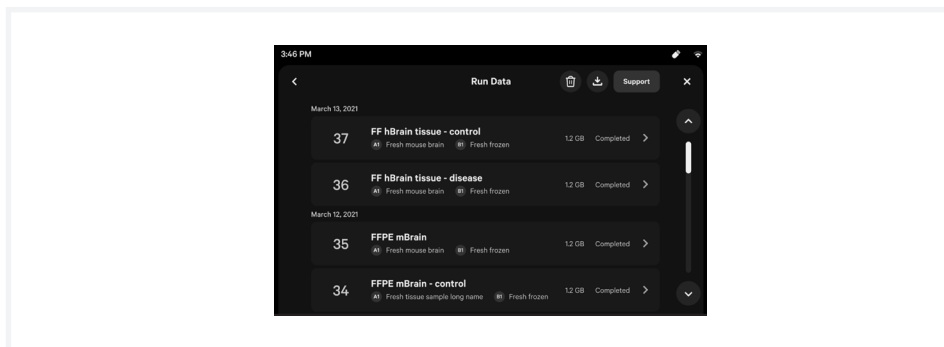 3:46 PM
Run Data
Support
March 13, 2021
37 FF hBrain tissue - control 1.2 GB Completed
A1 Fresh mouse brain B1 Fresh frozen
36 FF hBrain tissue - disease 1.2 GB Completed
A1 Fresh mouse brain B1 Fresh frozen
March 12, 2021
35 FFPE mBrain 1.2 GB Completed
A1 Fresh mouse brain B1 Fresh frozen
34 FFPE mBrain - control 1.2 GB Completed
A1 Fresh tissue sample long name B1 Fresh frozen